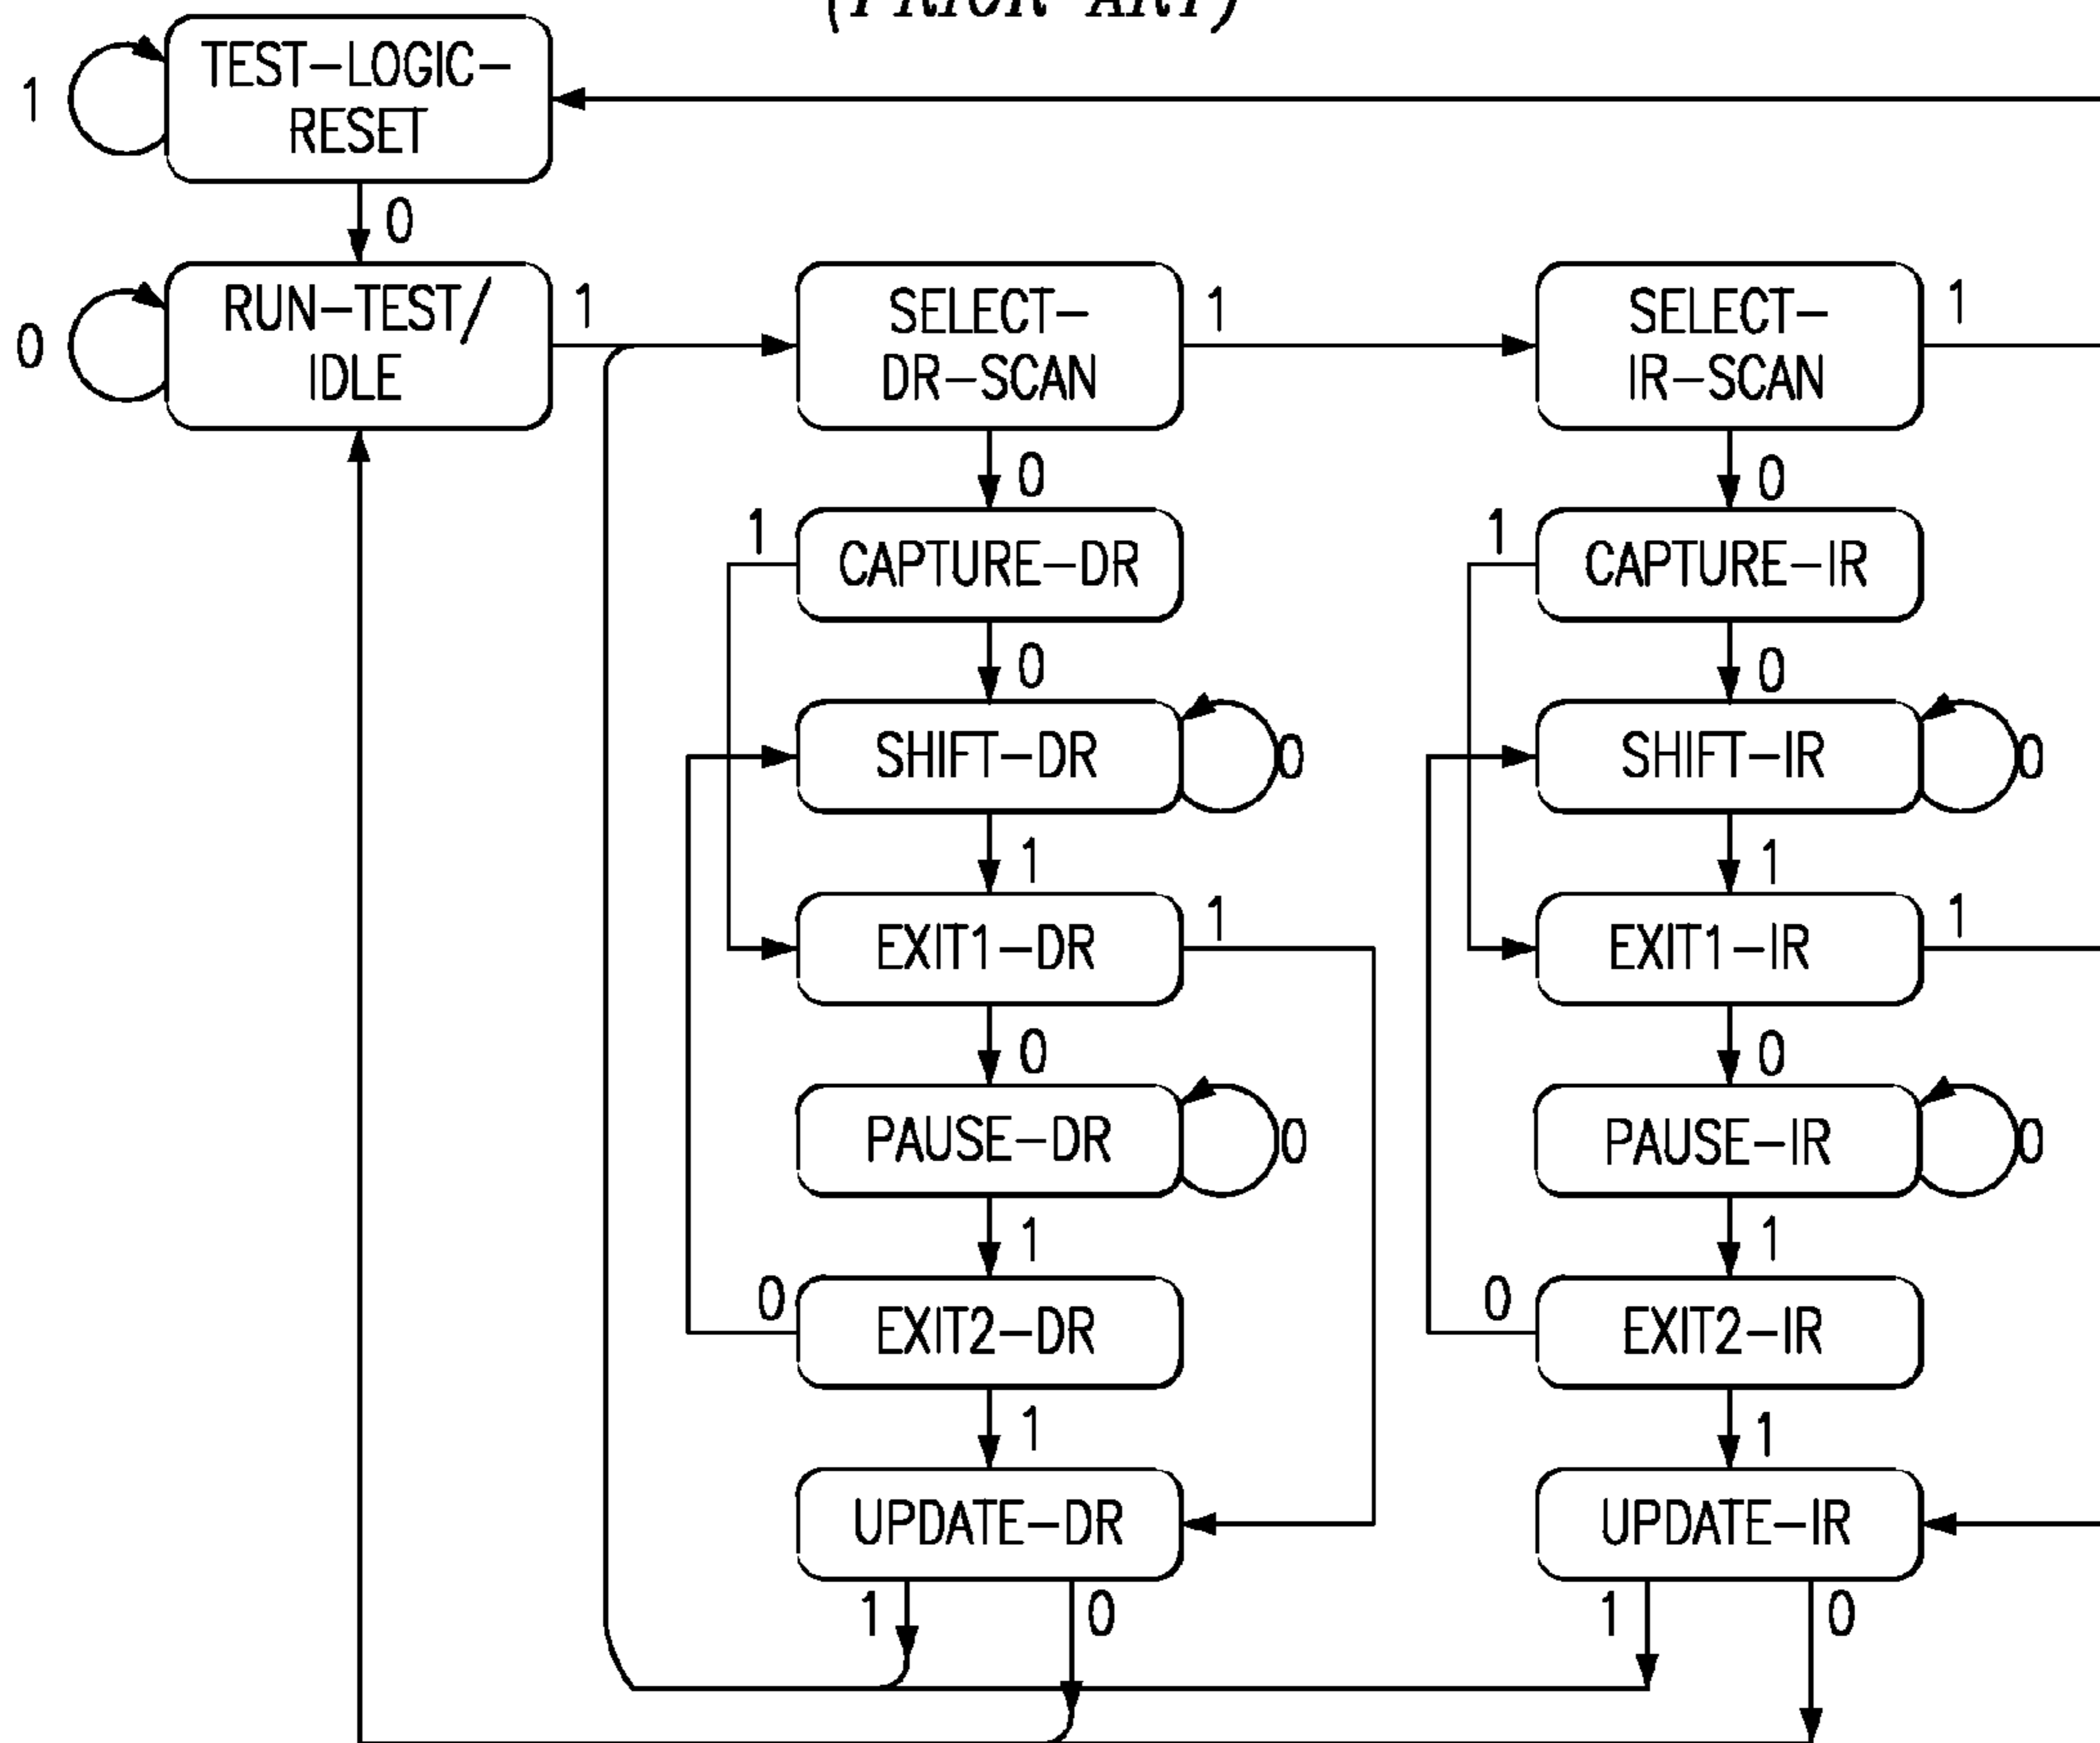 (PRIOR ART)
TEST-LOGIC-
RESET
1
0
RUN-TEST/
IDLE
0
1
SELECT-
DR-SCAN
1
SELECT-
IR-SCAN
1
0
0
1
CAPTURE-DR
1
CAPTURE-IR
0
0
SHIFT-DR
0
SHIFT-IR
0
1
1
EXIT1-DR
1
EXIT1-IR
1
0
0
PAUSE-DR
0
PAUSE-IR
0
1
1
0
EXIT2-DR
0
EXIT2-IR
1
1
UPDATE-DR
UPDATE-IR
1
0
1
0